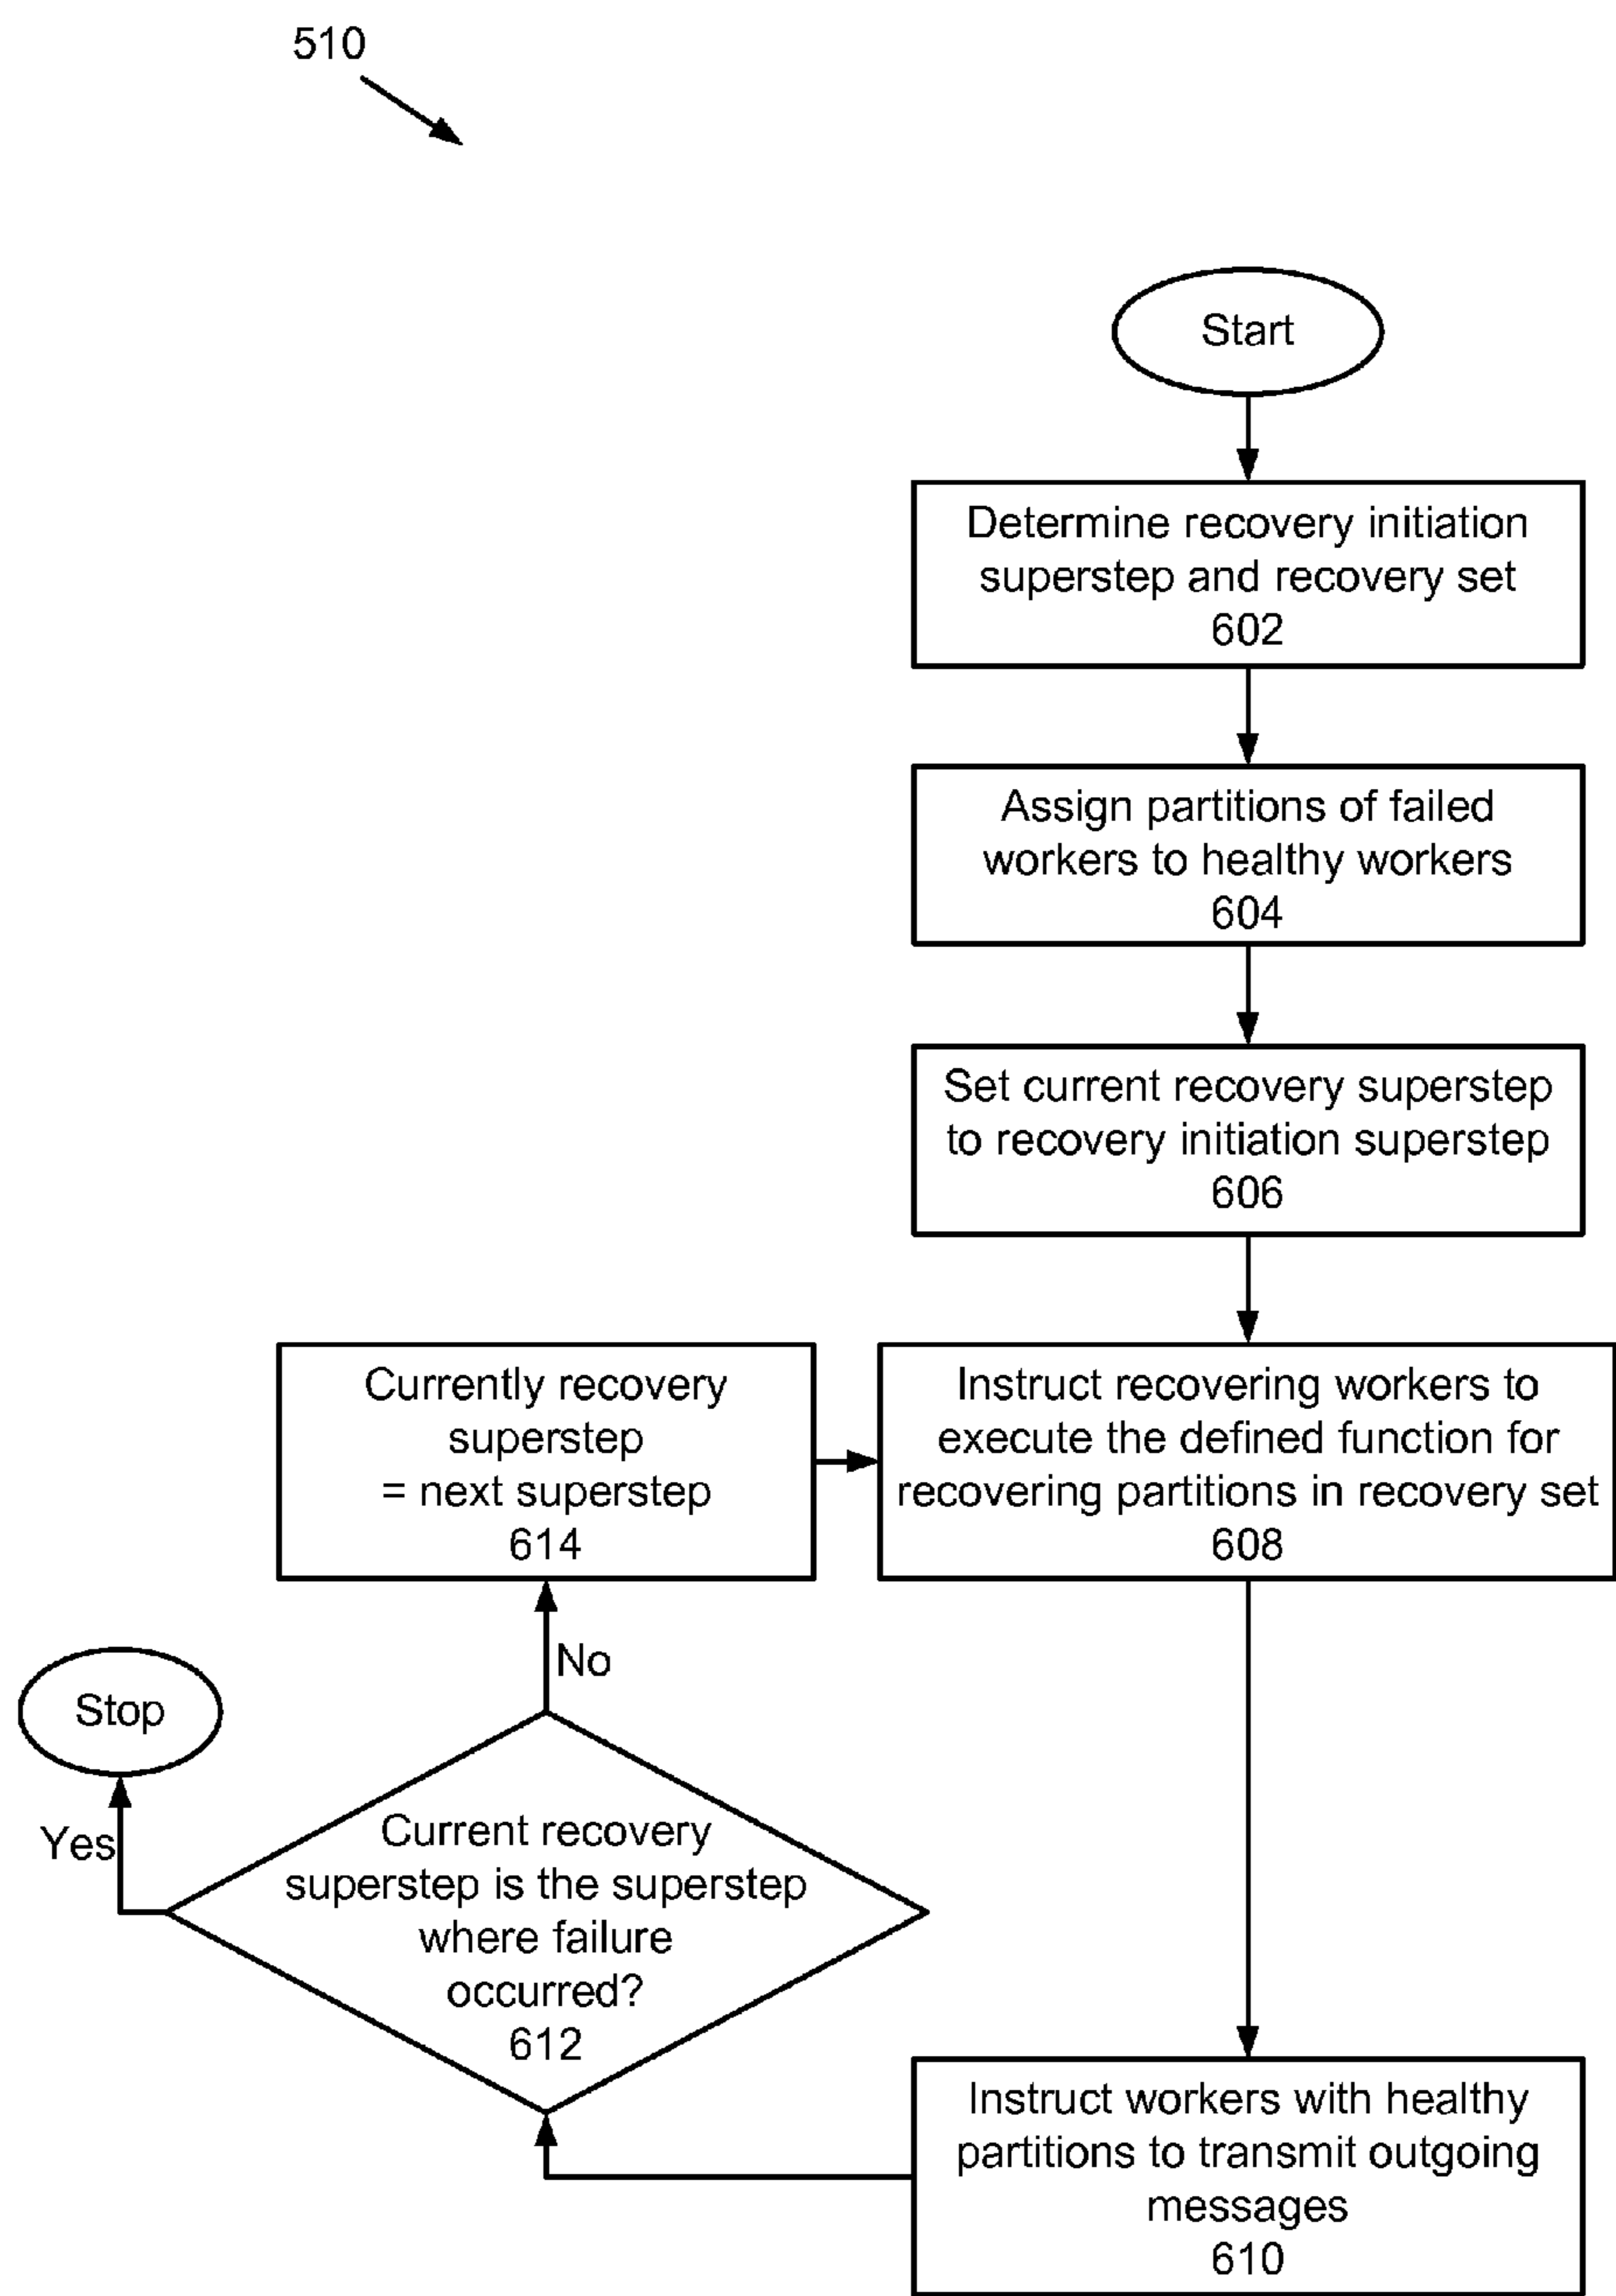 510
Start
Determine recovery initiation
superstep and recovery set
602
Assign partitions of failed
workers to healthy workers
604
Set current recovery superstep
to recovery initiation superstep
606
Currently recovery
superstep
= next superstep
614
Instruct recovering workers to
execute the defined function for
recovering partitions in recovery set
608
No
Stop
Yes
Current recovery
superstep is the superstep
where failure
occurred?
612
Instruct workers with healthy
partitions to transmit outgoing
messages
610